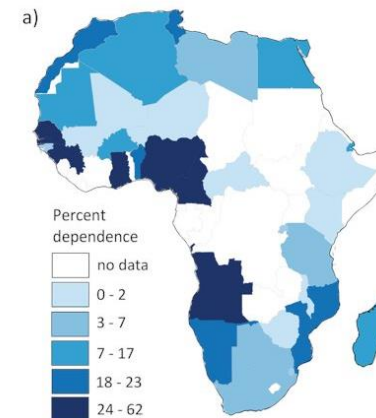 a)
Percent
dependence
no data
0 - 2
3 - 7
7 - 17
18 - 23
24 - 62